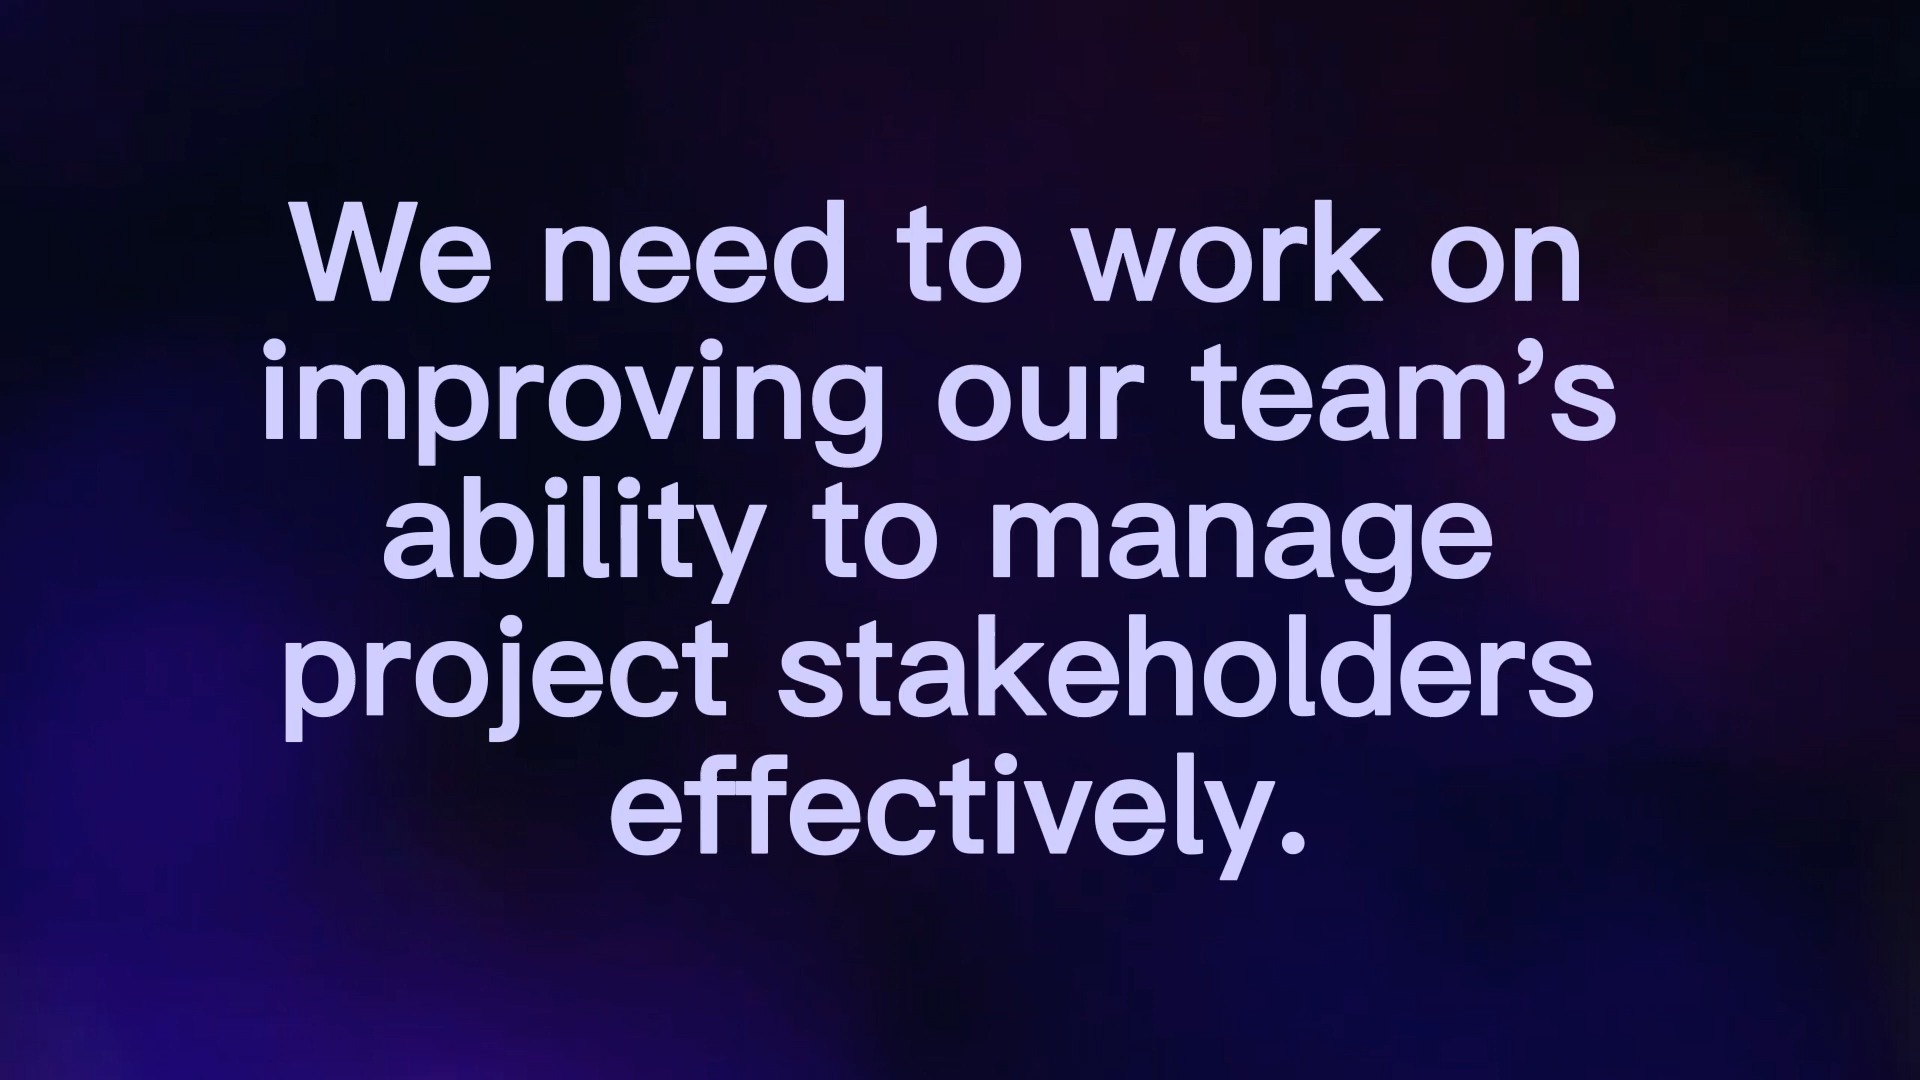 We need to work on
improving our team’s
ability to manage
project stakeholders
effectively.